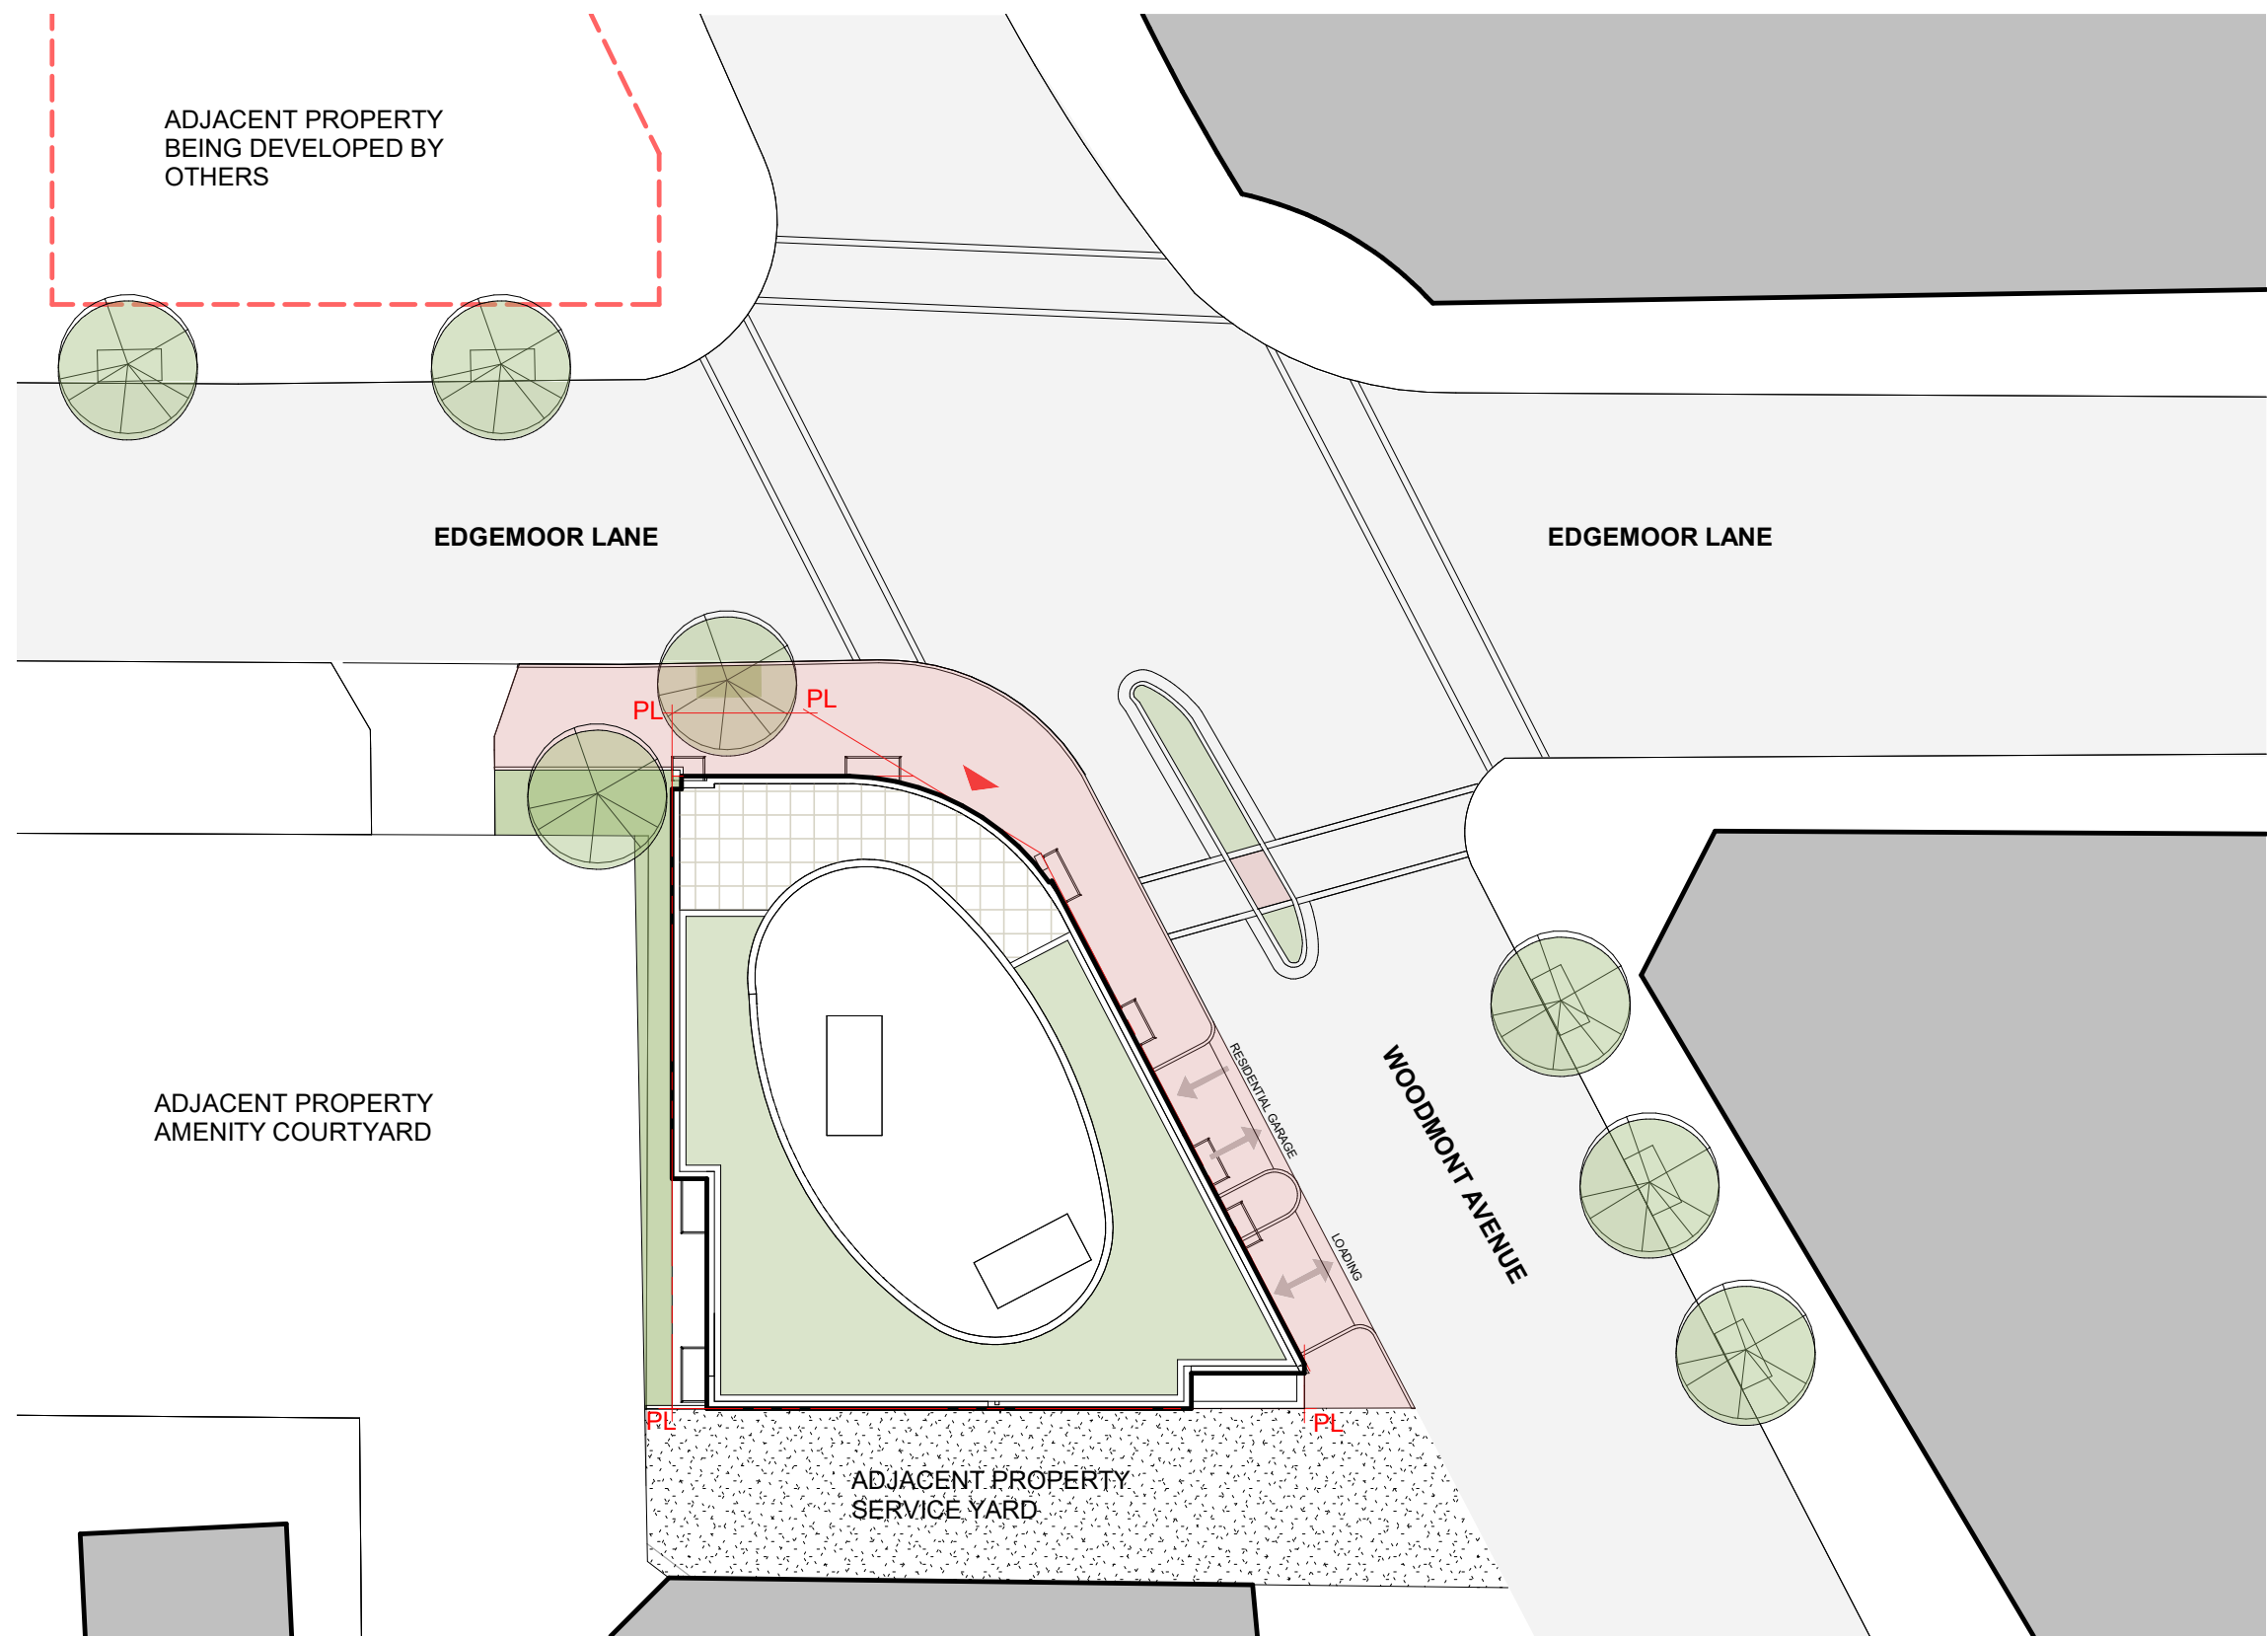 ADJACENT PROPERTY
BEING DEVELOPED BY
OTHERS
EDGEMOOR LANE
EDGEMOOR LANE
PL
PL
RESIDENTIAL GARAGE
WOODMONT AVENUE
ADJACENT PROPERTY
AMENITY COURTYARD
LOADING
PL
PL
ADJACENT PROPERTY
SERVICE YARD